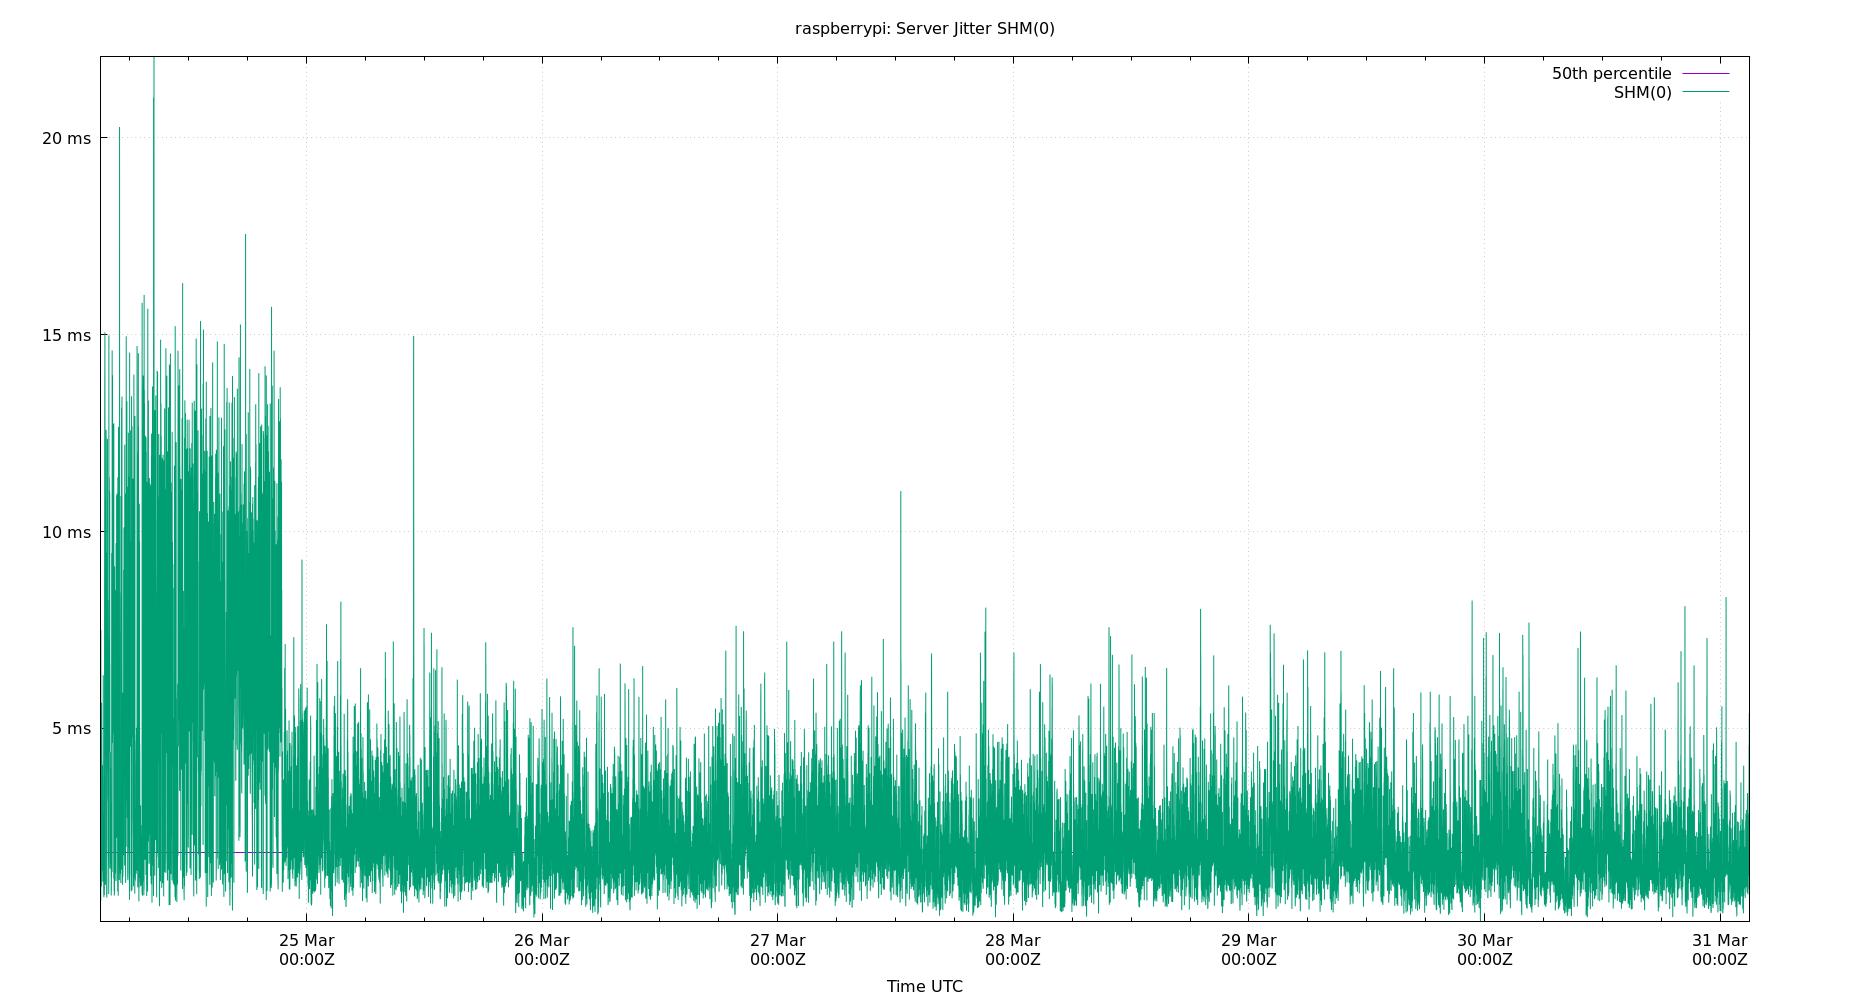 raspberrypi: Server Jitter SHM(0)
50th percentile
SHM(0)
20 ms
15 ms
10 ms
5 ms
25 Mar 26 Mar 27 Mar 28 Mar 29 Mar 30 Mar 31 Mar
00:00Z 00:00Z 00:00Z 00:00Z 00:00Z 00:00Z 00:00Z
Time UTC